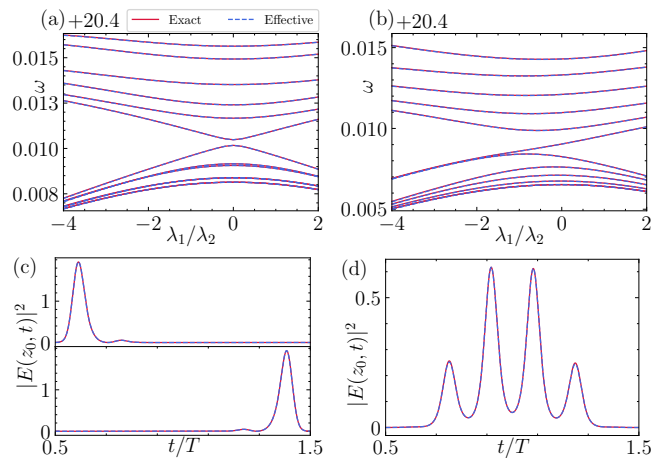 (a) +20.4
Exact
Effective
(b) +20.4
0.015
0.013
0.010
0.008
ω
−4 −2 0 2
λ₁/λ₂
0.015
0.010
0.005
ω
−4 −2 0 2
λ₁/λ₂
(c)
1
0
1
0
|E(z₀, t)|²
0.5 1.5
t/T
(d)
0.5
0
|E(z₀, t)|²
0.5 1.5
t/T